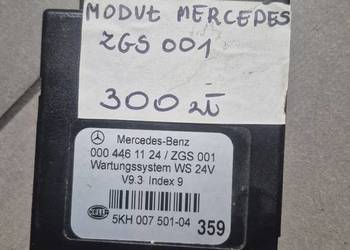 MODUŁ MERCEDES
ZGS 001
300 zł
Mercedes-Benz
000 446 11 24 / ZGS 001
Wartungssystem WS 24V
V9.3 Index 9
Hella
5KH 007 501-04
359